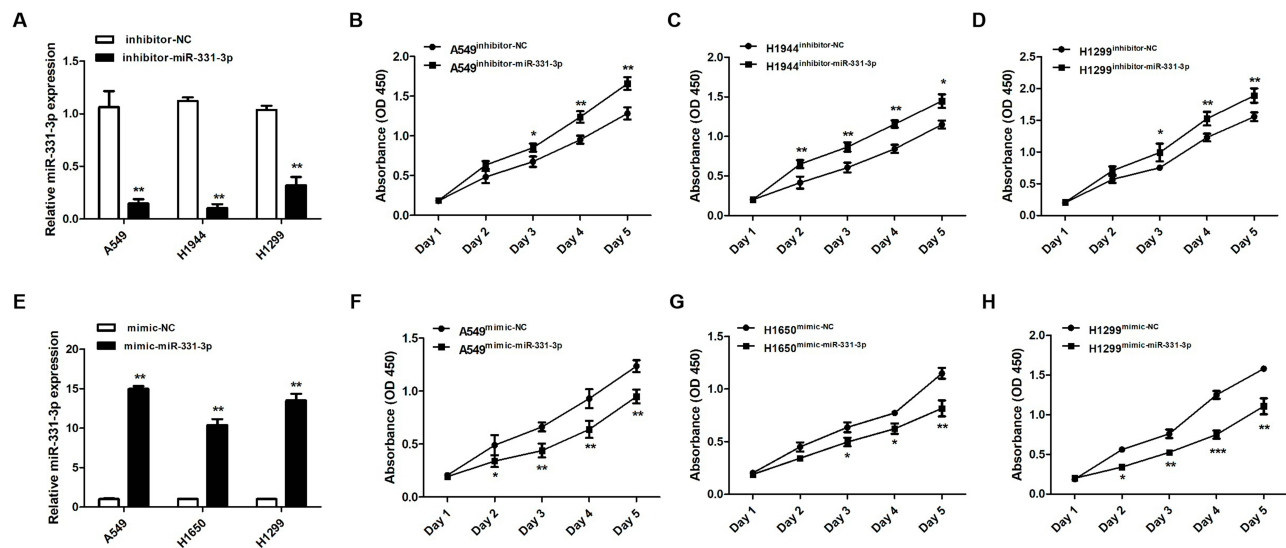 A
inhibitor-NC
inhibitor-miR-331-3p
Relative miR-331-3p expression
1.5
1.0
0.5
0.0
**
**
**
A549
H1944
H1299
B
A549inhibitor-NC
A549inhibitor-miR-331-3p
Absorbance (OD 450)
2.0
1.5
1.0
0.5
0.0
*
**
**
Day 1
Day 2
Day 3
Day 4
Day 5
C
H1944inhibitor-NC
H1944inhibitor-miR-331-3p
Absorbance (OD 450)
2.0
1.5
1.0
0.5
0.0
**
**
**
*
Day 1
Day 2
Day 3
Day 4
Day 5
D
H1299inhibitor-NC
H1299inhibitor-miR-331-3p
Absorbance (OD 450)
2.5
2.0
1.5
1.0
0.5
0.0
*
**
**
Day 1
Day 2
Day 3
Day 4
Day 5
E
mimic-NC
mimic-miR-331-3p
Relative miR-331-3p expression
20
15
10
5
0
**
**
**
A549
H1650
H1299
F
A549mimic-NC
A549mimic-miR-331-3p
Absorbance (OD 450)
1.5
1.0
0.5
0.0
*
**
**
**
Day 1
Day 2
Day 3
Day 4
Day 5
G
H1650mimic-NC
H1650mimic-miR-331-3p
Absorbance (OD 450)
1.5
1.0
0.5
0.0
*
*
**
Day 1
Day 2
Day 3
Day 4
Day 5
H
H1299mimic-NC
H1299mimic-miR-331-3p
Absorbance (OD 450)
2.0
1.5
1.0
0.5
0.0
*
**
***
**
Day 1
Day 2
Day 3
Day 4
Day 5